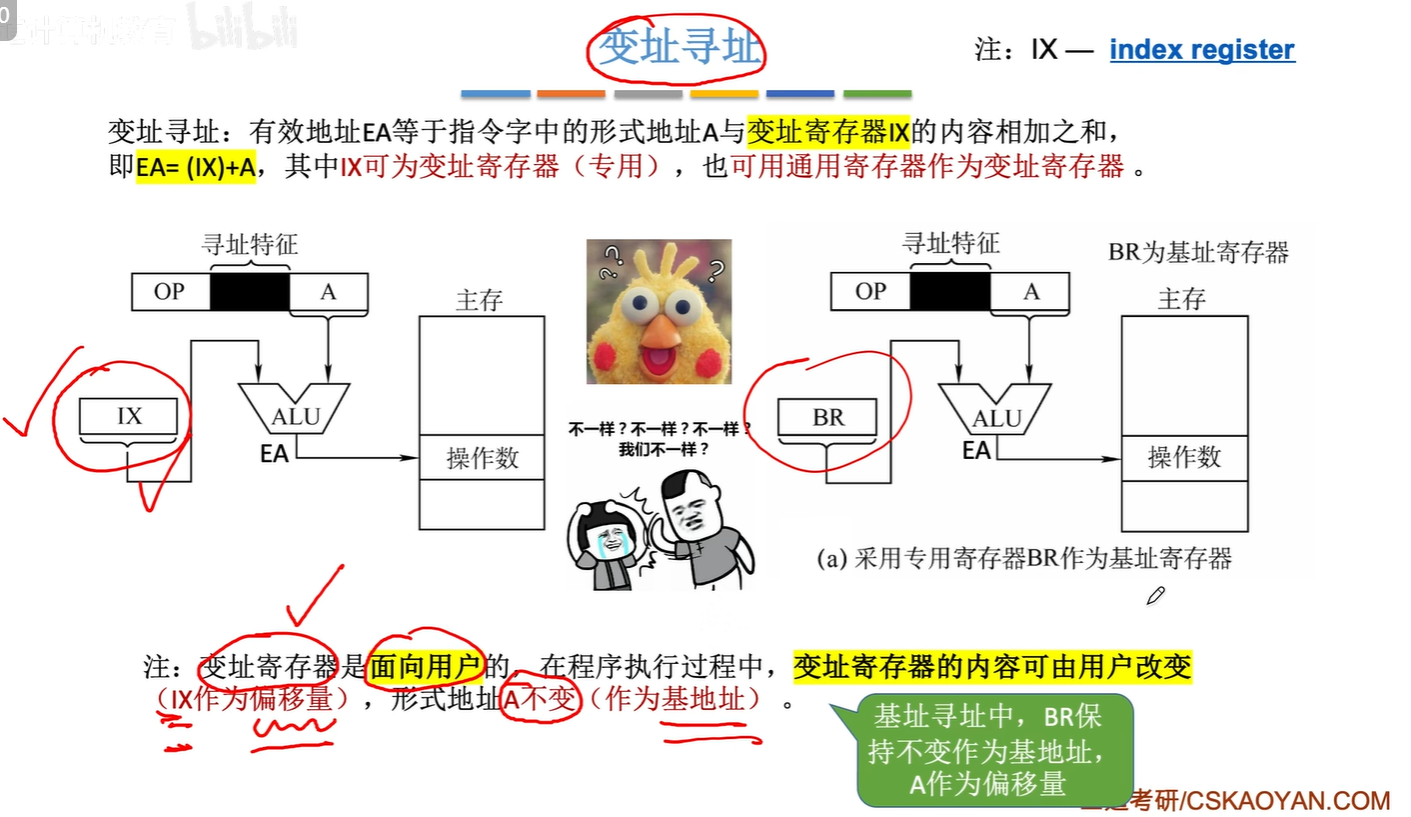 bilibili
变址寻址
注：IX — index register
变址寻址：有效地址EA等于指令字中的形式地址A与变址寄存器IX的内容相加之和，
即EA= (IX)+A，其中IX可为变址寄存器（专用），也可用通用寄存器作为变址寄存器 。
寻址特征
OP
A
主存
IX
ALU
EA
操作数
? ? ?
不一样？不一样？不一样？
我们不一样？
寻址特征
BR为基址寄存器
OP
A
主存
BR
ALU
EA
操作数
(a) 采用专用寄存器BR作为基址寄存器
注：变址寄存器是面向用户的，在程序执行过程中，变址寄存器的内容可由用户改变
（IX作为偏移量），形式地址A不变（作为基地址）。
基址寻址中，BR保
持不变作为基地址，
A作为偏移量
考研/CSKAOYAN.COM